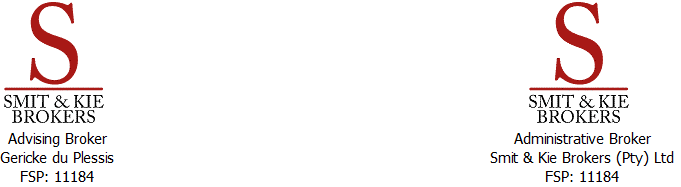 S
SMIT & KIE
BROKERS
Advising Broker
Gericke du Plessis
FSP: 11184
S
SMIT & KIE
BROKERS
Administrative Broker
Smit & Kie Brokers (Pty) Ltd
FSP: 11184